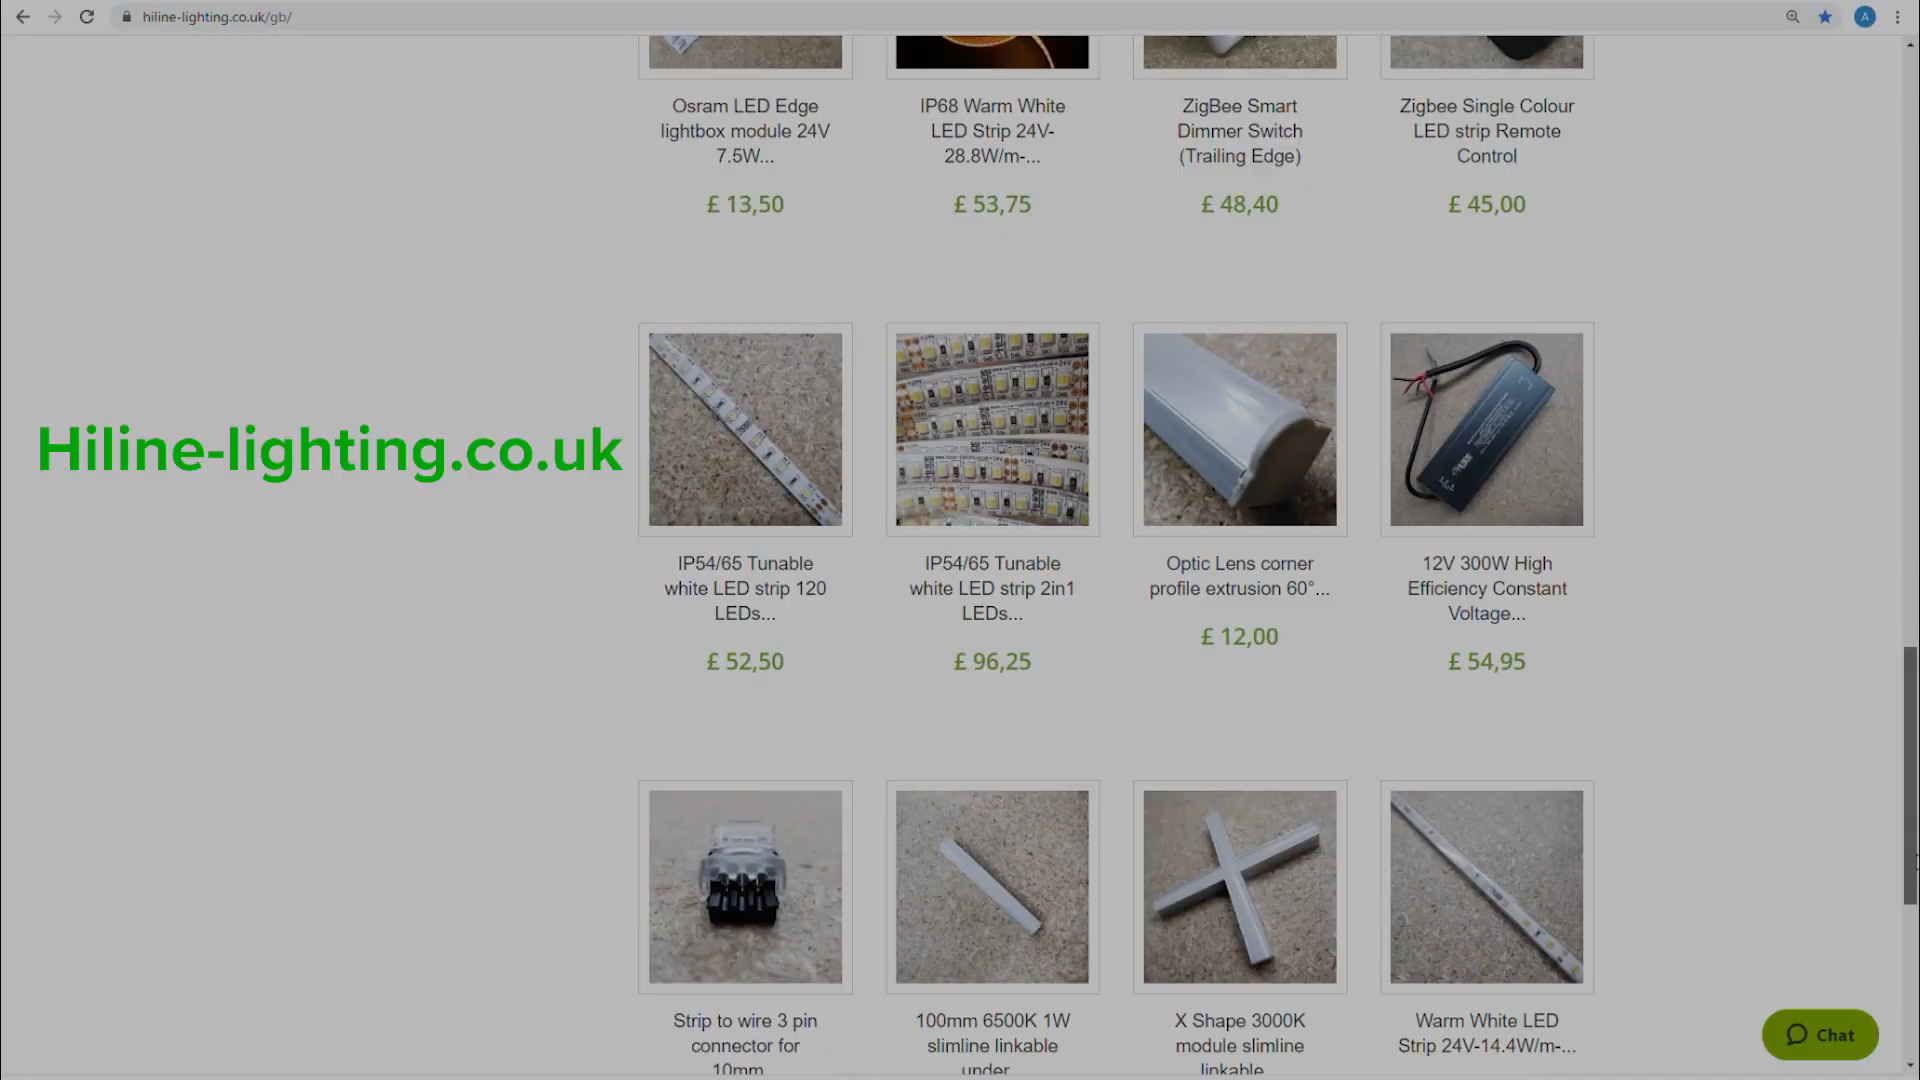 hiline-lighting.co.uk/gb/
A
Osram LED Edge
lightbox module 24V
7.5W...
£ 13,50
IP68 Warm White
LED Strip 24V-
28.8W/m-...
£ 53,75
ZigBee Smart
Dimmer Switch
(Trailing Edge)
£ 48,40
Zigbee Single Colour
LED strip Remote
Control
£ 45,00
Hiline-lighting.co.uk
IP54/65 Tunable
white LED strip 120
LEDs...
£ 52,50
IP54/65 Tunable
white LED strip 2in1
LEDs...
£ 96,25
Optic Lens corner
profile extrusion 60°...
£ 12,00
12V 300W High
Efficiency Constant
Voltage...
£ 54,95
Strip to wire 3 pin
connector for
10mm
100mm 6500K 1W
slimline linkable
under
X Shape 3000K
module slimline
linkable
Warm White LED
Strip 24V-14.4W/m-...
Chat